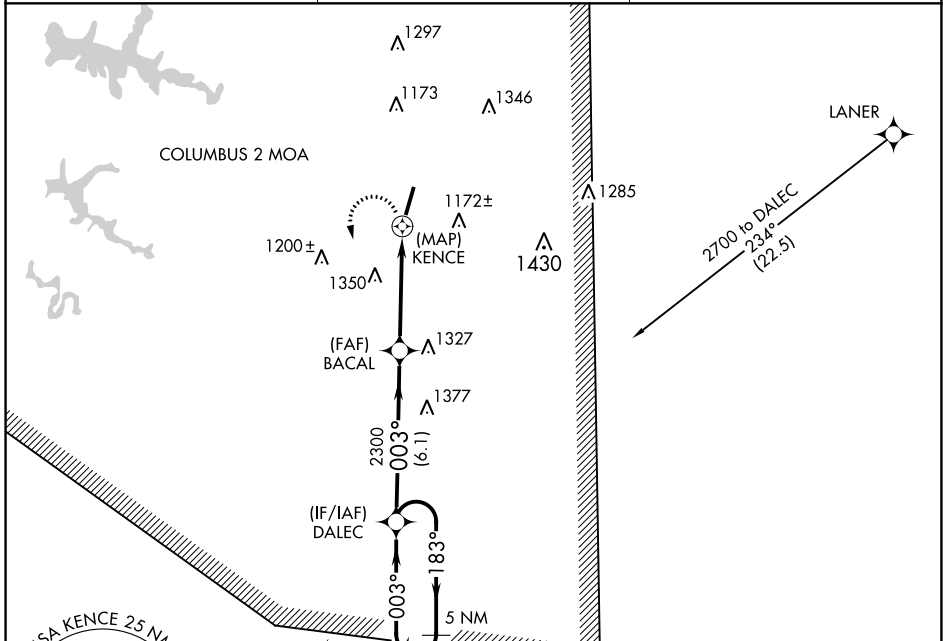 1297
1173
1346
LANER
COLUMBUS 2 MOA
1285
1172±
2700 to DALEC
234°
(22.5)
(MAP)
KENCE
1200±
1430
1350
(FAF)
BACAL
1327
1377
2300
003°
(6.1)
(IF/IAF)
DALEC
183°
003°
5 NM
SA KENCE 25 NM